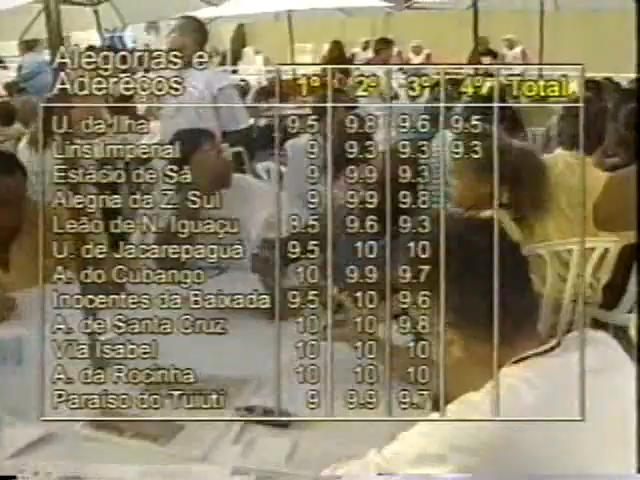 Alegorias e
Adereços 1º 2º 3º 4º Total
U. da Ilha 9.5 9.8 9.6 9.5
Lins Imperial 9 9.3 9.3 9.3
Estácio de Sá 9 9.9 9.3
Alegria da Z. Sul 9 9.9 9.8
Leão de N. Iguaçu 8.5 9.6 9.3
U. de Jacarepaguá 9.5 10 10
A. do Cubango 10 9.9 9.7
Inocentes da Baixada 9.5 10 9.6
A. de Santa Cruz 10 10 9.8
Vila Isabel 10 10 10
A. da Rocinha 10 10 10
Paraíso do Tuiuti 9 9.9 9.7